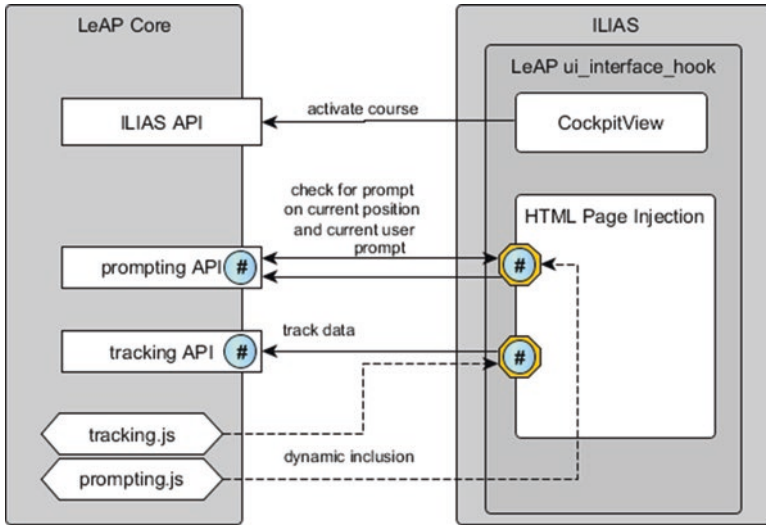 LeAP Core
ILIAS
LeAP ui_interface_hook
ILIAS API
activate course
CockpitView
check for prompt
on current position
and current user
prompt
HTML Page Injection
prompting API
#
#
tracking API
#
track data
#
tracking.js
dynamic inclusion
prompting.js